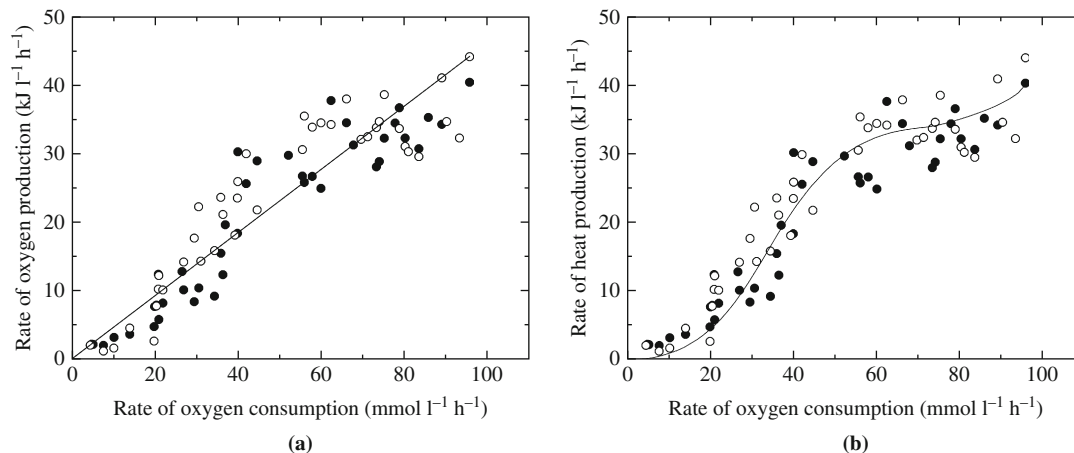 50
40
30
20
10
0
Rate of oxygen production (kJ l⁻¹ h⁻¹)
0 20 40 60 80 100
Rate of oxygen consumption (mmol l⁻¹ h⁻¹)
(a)
50
40
30
20
10
0
Rate of heat production (kJ l⁻¹ h⁻¹)
0 20 40 60 80 100
Rate of oxygen consumption (mmol l⁻¹ h⁻¹)
(b)